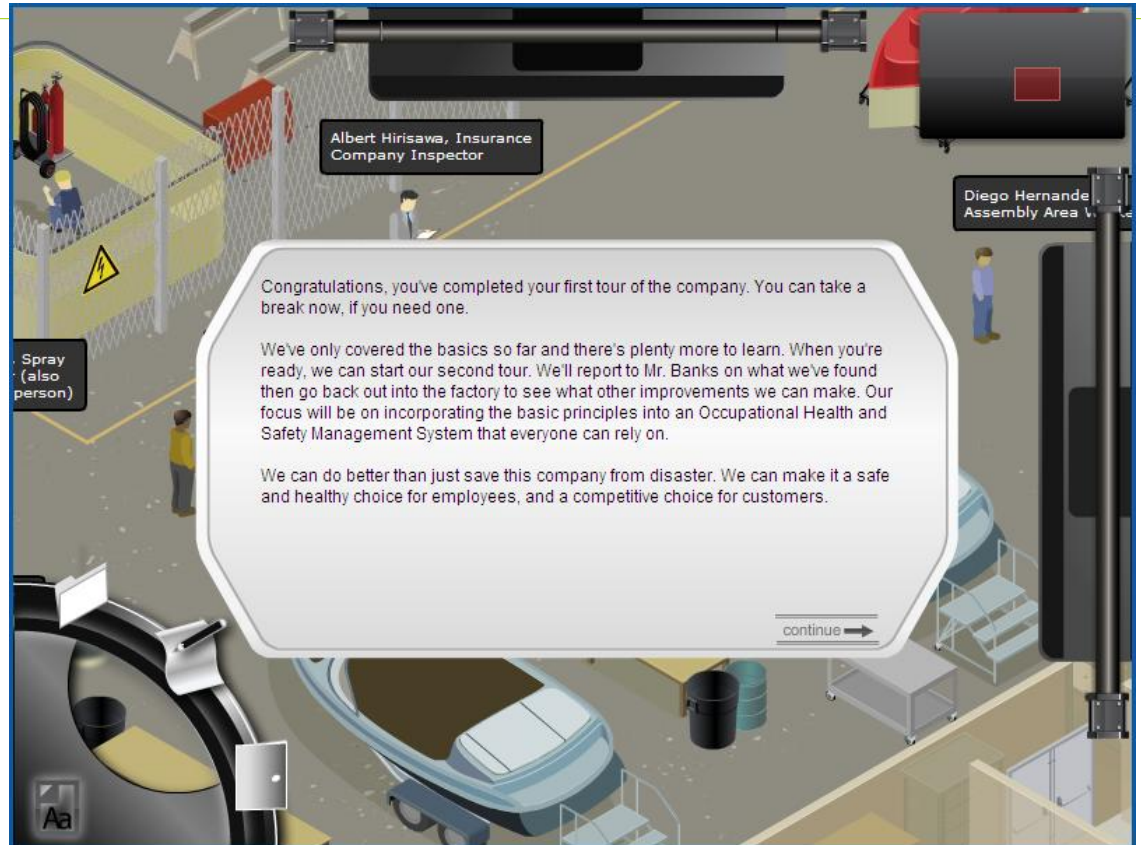 Albert Hirisawa, Insurance
Company Inspector
Diego Hernande
Assembly Area
Congratulations, you've completed your first tour of the company. You can take a
break now, if you need one.
We've only covered the basics so far and there's plenty more to learn. When you're
ready, we can start our second tour. We'll report to Mr. Banks on what we've found
then go back out into the factory to see what other improvements we can make. Our
focus will be on incorporating the basic principles into an Occupational Health and
Safety Management System that everyone can rely on.
We can do better than just save this company from disaster. We can make it a safe
and healthy choice for employees, and a competitive choice for customers.
. Spray
(also
person)
continue
Aa